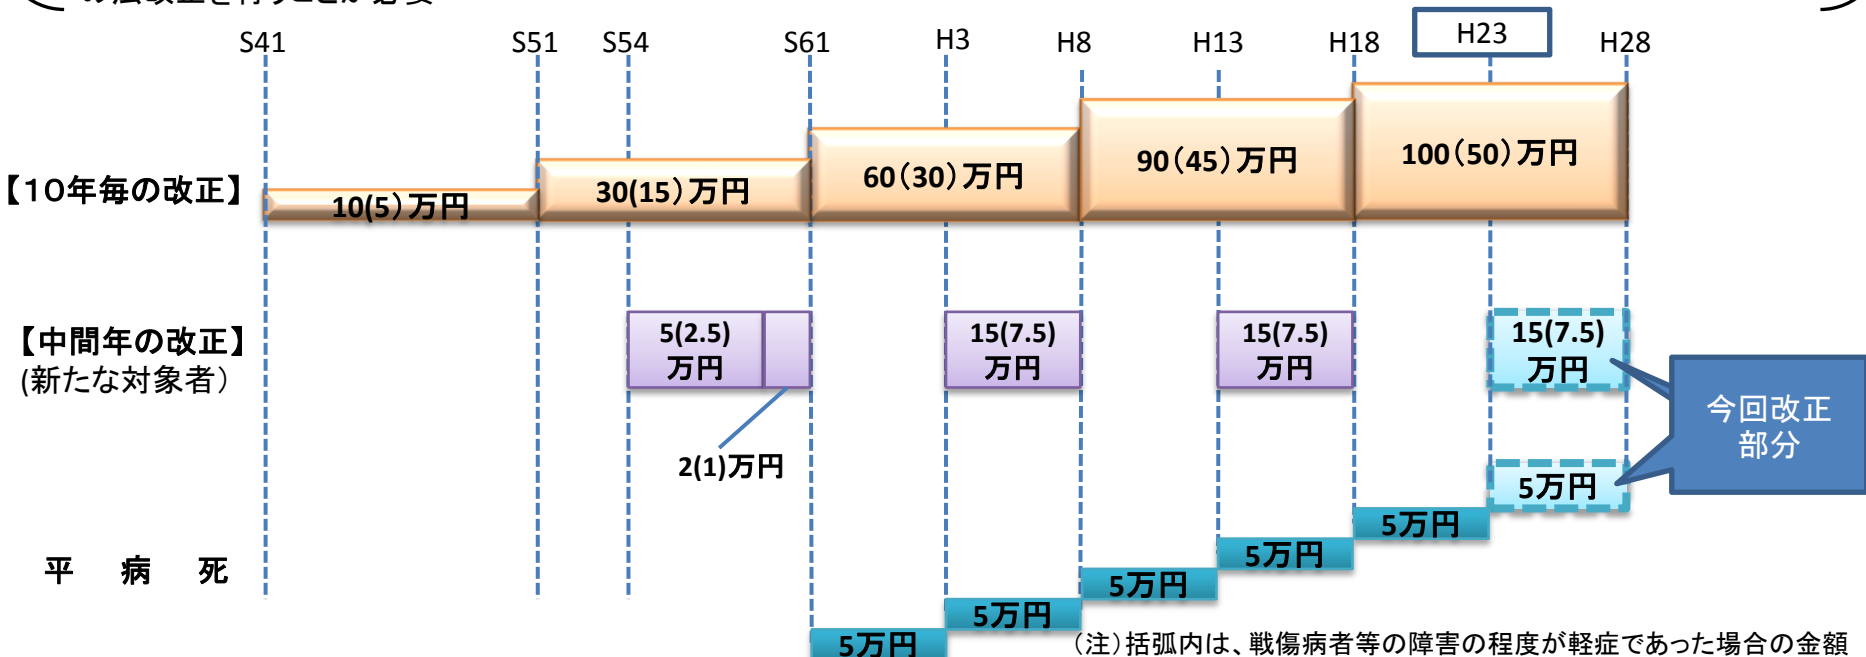 S41 S51 S54 S61 H3 H8 H13 H18 H23 H28
【10年毎の改正】
10(5)万円
30(15)万円
60(30)万円
90(45)万円
100(50)万円
【中間年の改正】
(新たな対象者)
5(2.5)
万円
2(1)万円
15(7.5)
万円
15(7.5)
万円
15(7.5)
万円
今回改正
部分
平 病 死
5万円
5万円
5万円
5万円
5万円
5万円
(注)括弧内は、戦傷病者等の障害の程度が軽症であった場合の金額